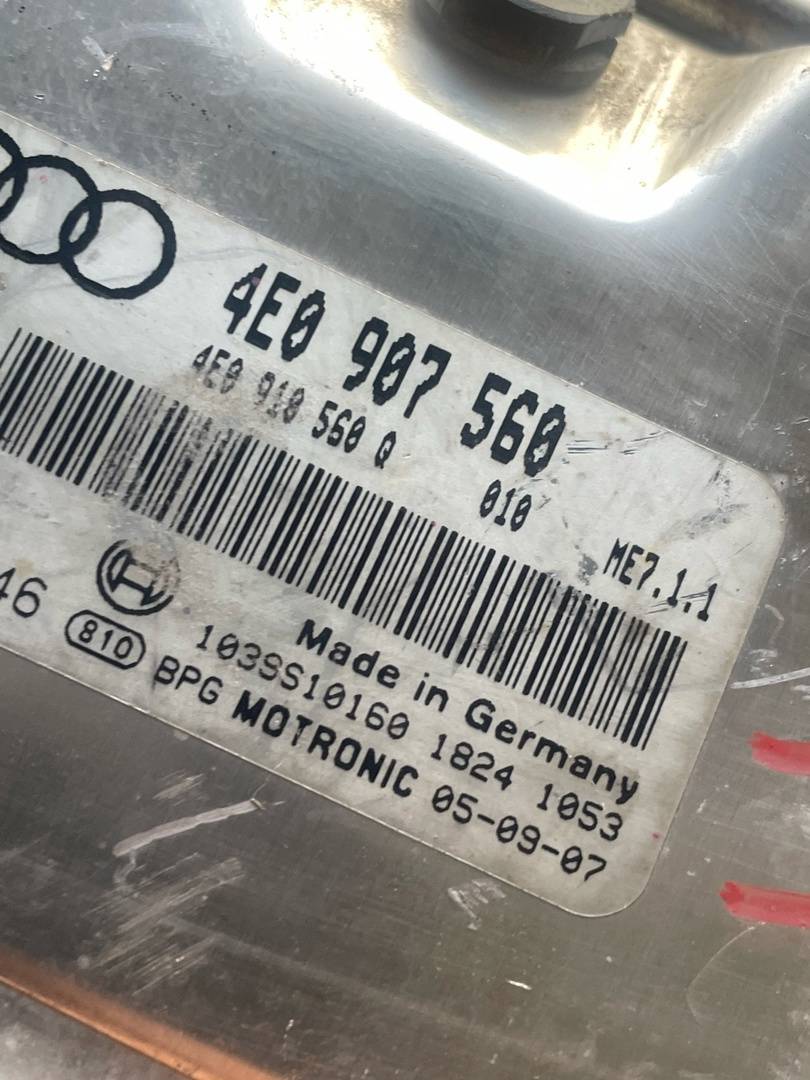 4E0 907 560
4E0 910 560 Q
010 ME7.1.1
Made in Germany
46 1039S10160 1824 1053
810 BPG MOTRONIC 05-09-07